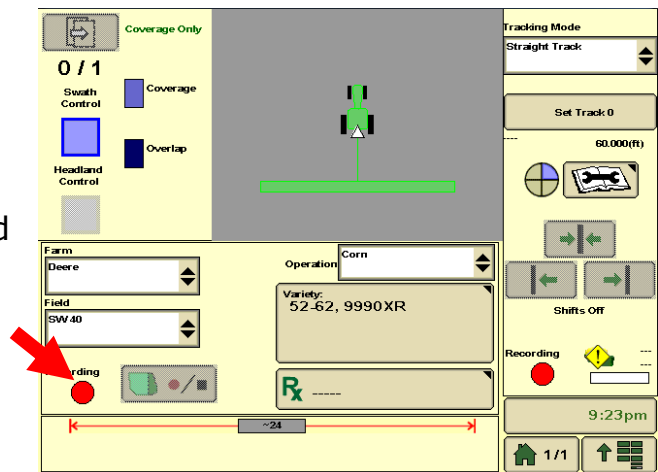 Coverage Only
0 / 1
Swath
Control
Coverage
Overlap
Headland
Control
d
Farm
Deere
Operation
Corn
Field
SW 40
Variety:
52-62, 9990XR
rding
Rx -----
~24
Tracking Mode
Straight Track
Set Track 0
---
60.000(ft)
Shifts Off
Recording
---
---
9:23pm
1/1